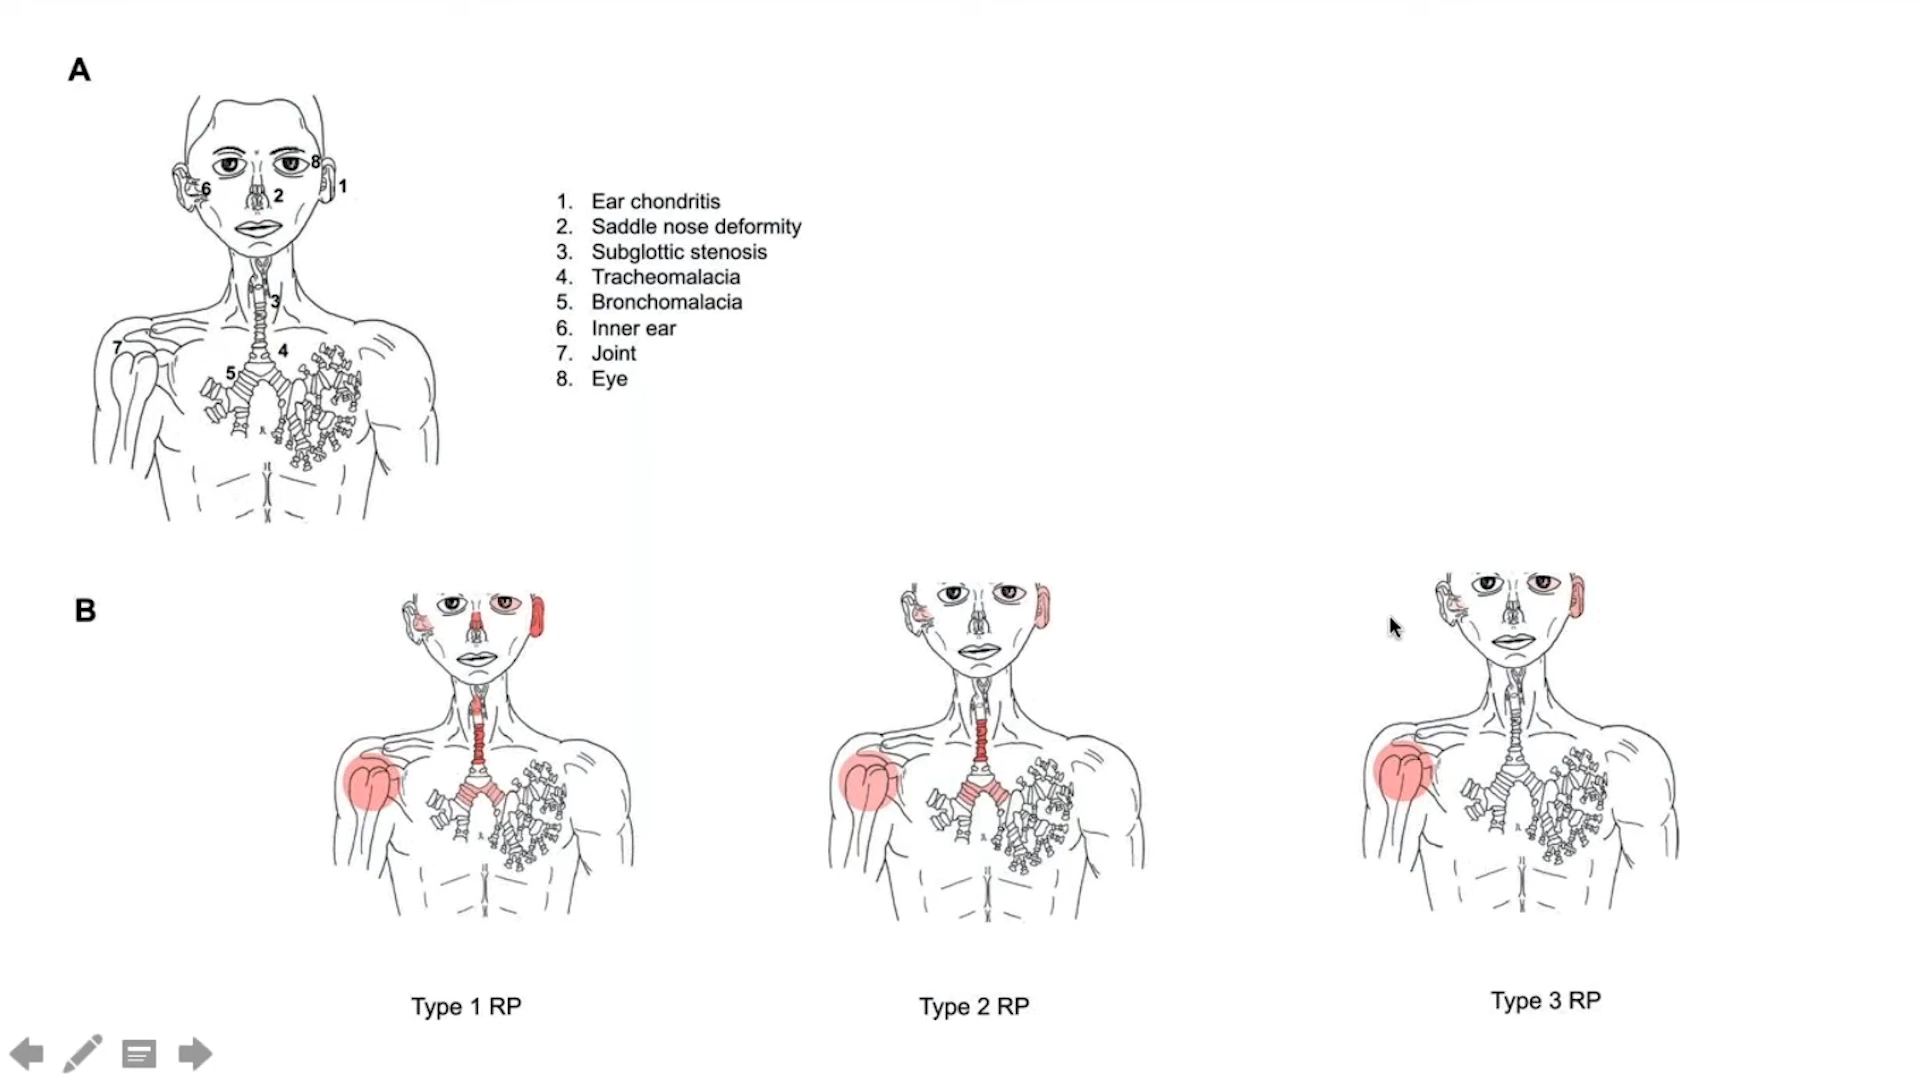 A
8
6
2
1
3
7
4
5
1. Ear chondritis
2. Saddle nose deformity
3. Subglottic stenosis
4. Tracheomalacia
5. Bronchomalacia
6. Inner ear
7. Joint
8. Eye
B
Type 1 RP
Type 2 RP
Type 3 RP